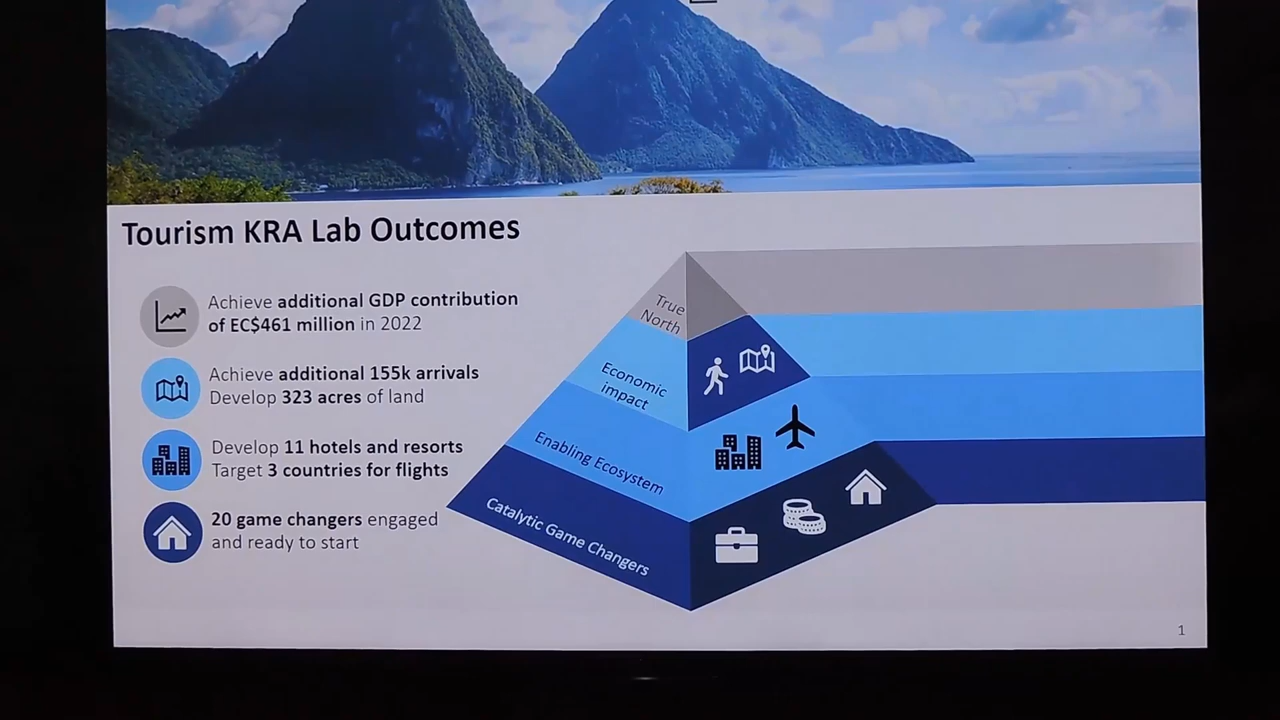 Tourism KRA Lab Outcomes
Achieve additional GDP contribution
of EC$461 million in 2022
Achieve additional 155k arrivals
Develop 323 acres of land
Develop 11 hotels and resorts
Target 3 countries for flights
20 game changers engaged
and ready to start
True
North
Economic
impact
Enabling Ecosystem
Catalytic Game Changers
1